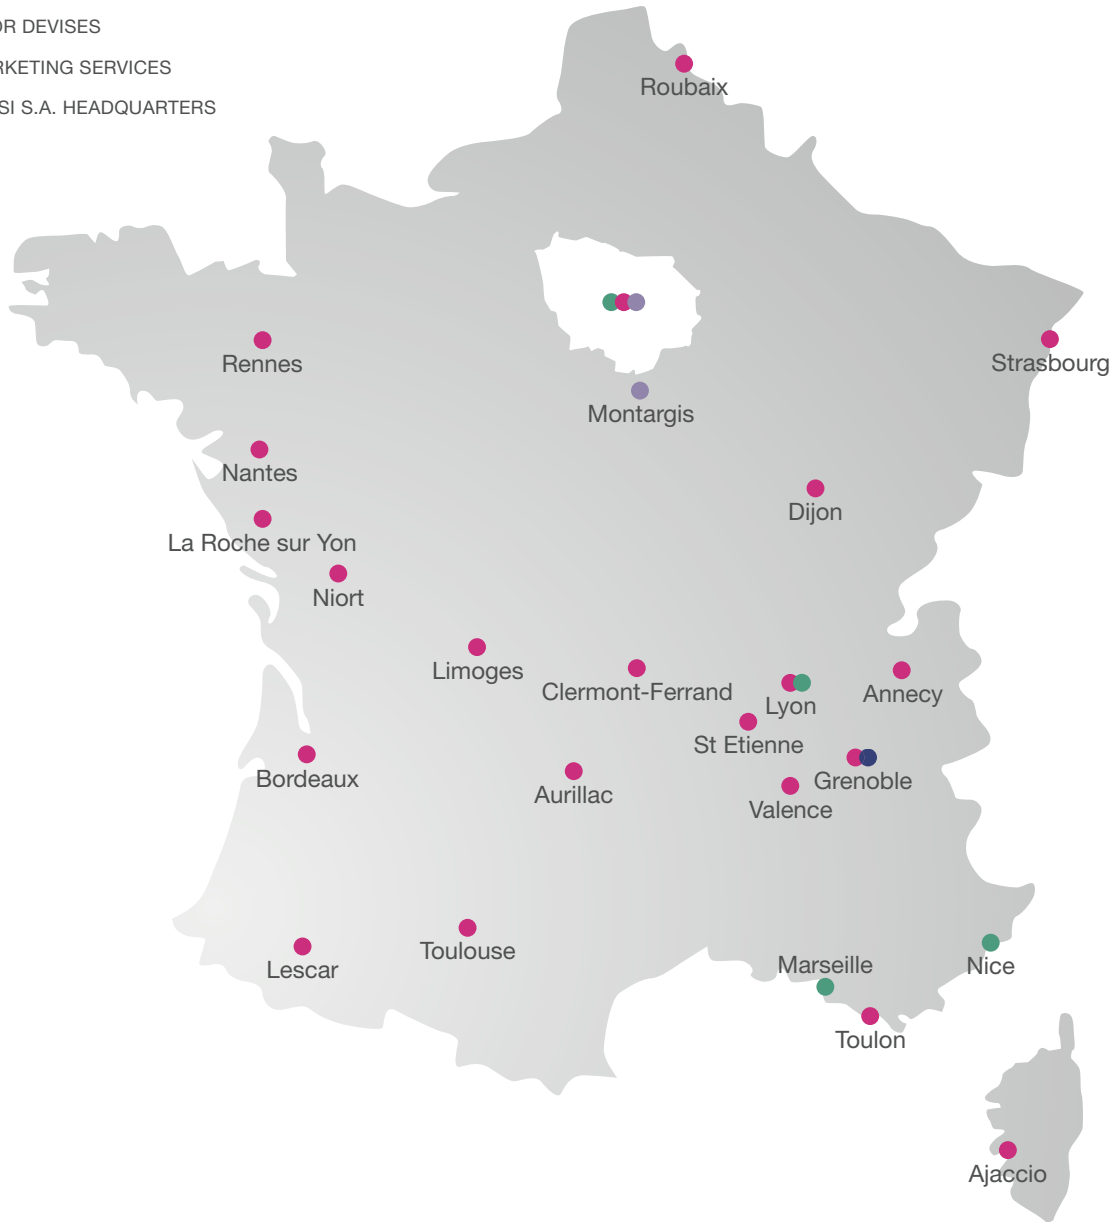 OR DEVISES
RKETING SERVICES
SI S.A. HEADQUARTERS
Roubaix
Rennes
Strasbourg
Montargis
Nantes
Dijon
La Roche sur Yon
Niort
Limoges
Clermont-Ferrand
Annecy
Lyon
St Etienne
Bordeaux
Grenoble
Aurillac
Valence
Toulouse
Lescar
Marseille
Nice
Toulon
Ajaccio